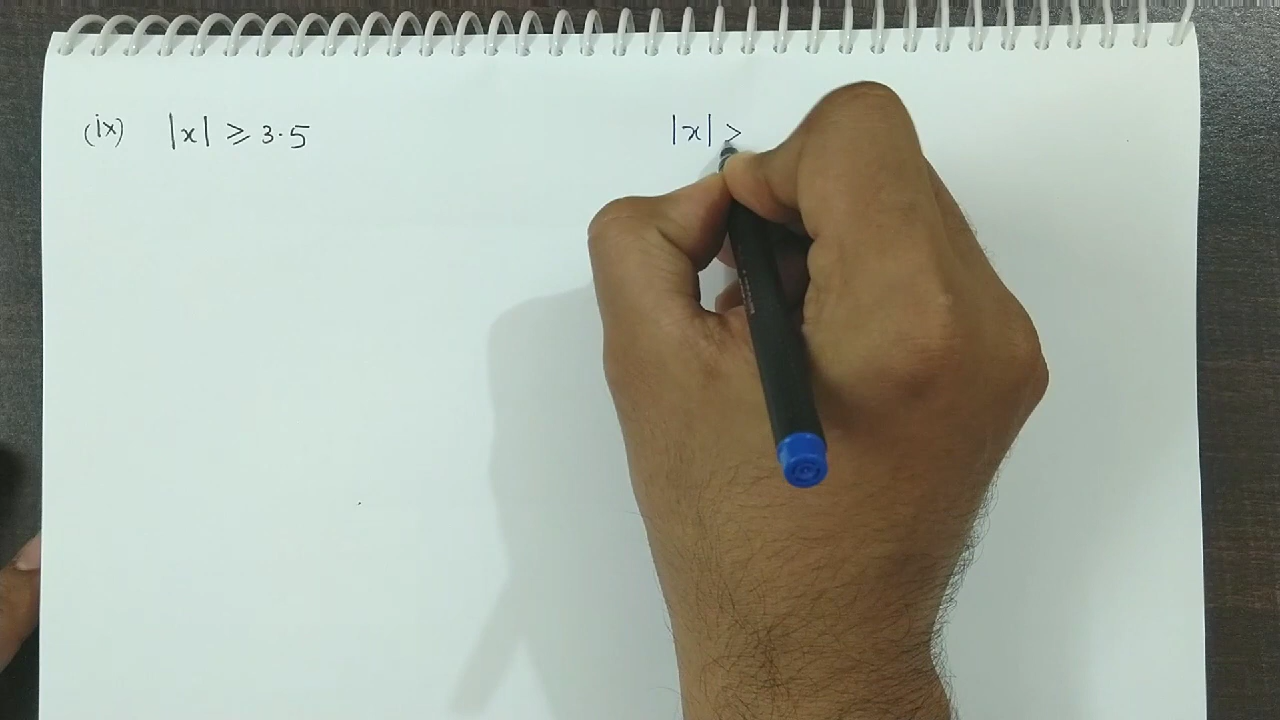 (ix) |x| ⩾ 3.5 |x| >